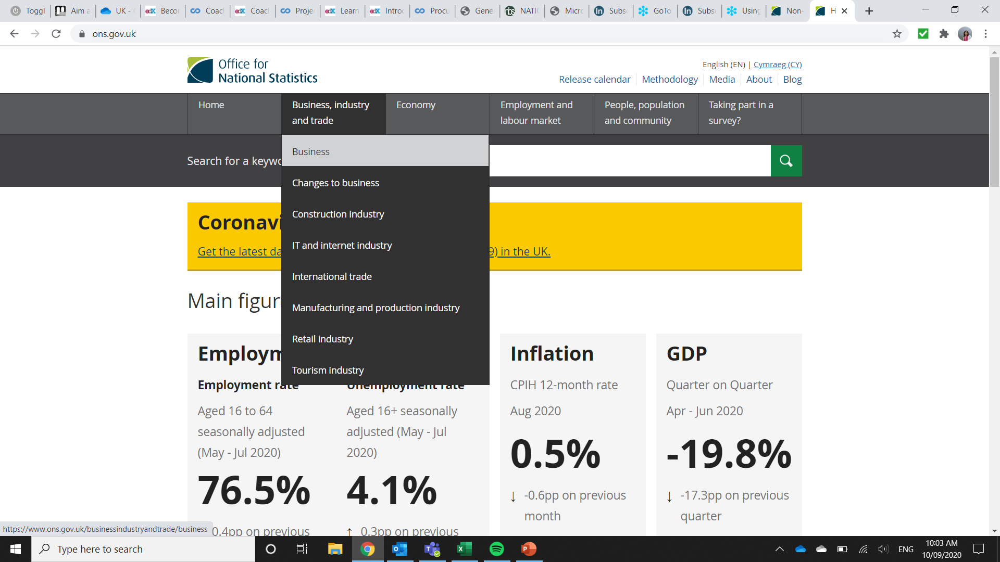 Toggl
Aim a
UK -
Becor
Coacl
Coacl
Proje
Learn
Introd
Procu
Gene
NATI
Micro
Subsc
GoTo
Subsc
Using
Non-
H
ons.gov.uk
Office for
National Statistics
English (EN) | Cymraeg (CY)
Release calendar
Methodology
Media
About
Blog
Home
Business, industry
and trade
Economy
Employment and
labour market
People, population
and community
Taking part in a
survey?
Search for a keywo
Business
Changes to business
Construction industry
IT and internet industry
International trade
Manufacturing and production industry
Retail industry
Tourism industry
Coronavi
Get the latest da
9) in the UK.
Main figur
Employm
Employment rate
Aged 16 to 64
seasonally adjusted
(May - Jul 2020)
76.5%
0.4pp on previous
Unemployment rate
Aged 16+ seasonally
adjusted (May - Jul
2020)
4.1%
↑ 0.3pp on previous
Inflation
CPIH 12-month rate
Aug 2020
0.5%
↓ -0.6pp on previous
month
GDP
Quarter on Quarter
Apr - Jun 2020
-19.8%
↓ -17.3pp on previous
quarter
https://www.ons.gov.uk/businessindustryandtrade/business
Type here to search
ENG
10:03 AM
10/09/2020